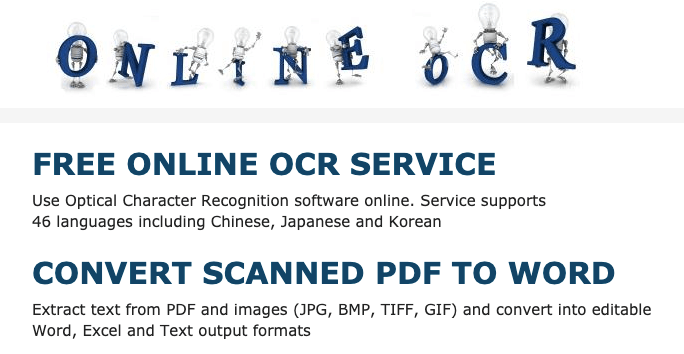 ONLINE OCR
FREE ONLINE OCR SERVICE
Use Optical Character Recognition software online. Service supports
46 languages including Chinese, Japanese and Korean
CONVERT SCANNED PDF TO WORD
Extract text from PDF and images (JPG, BMP, TIFF, GIF) and convert into editable
Word, Excel and Text output formats